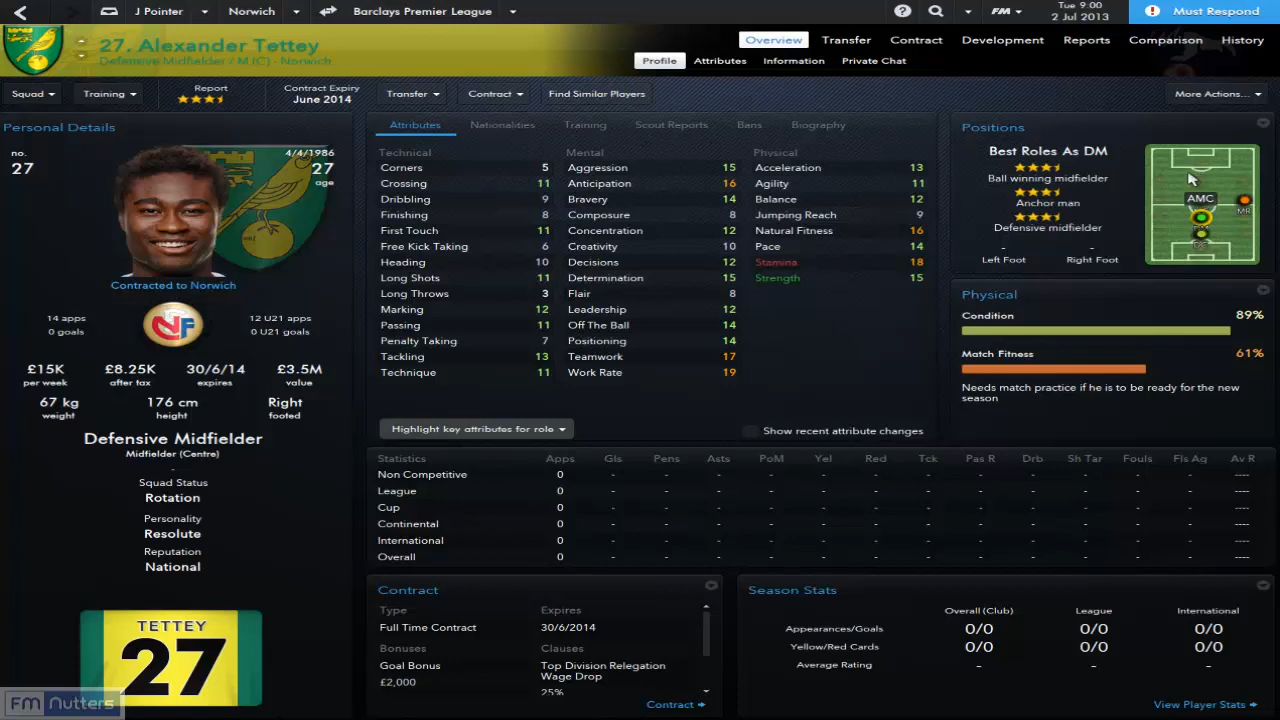 J Pointer Norwich Barclays Premier League FM Tue 9:00 Must Respond
2 Jul 2013
27. Alexander Tettey
Defensive Midfielder / M (C) - Norwich
Overview Transfer Contract Development Reports Comparison History
Profile Attributes Information Private Chat
Squad Training Report Contract Expiry June 2014 Transfer Contract Find Similar Players More Actions...
Personal Details
no.
27
4/4/1986
27
age
Contracted to Norwich
14 apps 12 U21 apps
0 goals 0 U21 goals
£15K £8.25K 30/6/14 £3.5M
per week after tax expires value
67 kg 176 cm Right
weight height footed
Defensive Midfielder
Midfielder (Centre)
Squad Status
Rotation
Personality
Resolute
Reputation
National
TETTEY
27
FM Nutters
Attributes Nationalities Training Scout Reports Bans Biography
Technical Mental Physical
Corners 5 Aggression 15 Acceleration 13
Crossing 11 Anticipation 16 Agility 11
Dribbling 9 Bravery 14 Balance 12
Finishing 8 Composure 8 Jumping Reach 9
First Touch 11 Concentration 12 Natural Fitness 16
Free Kick Taking 6 Creativity 10 Pace 14
Heading 10 Decisions 12 Stamina 18
Long Shots 11 Determination 15 Strength 15
Long Throws 3 Flair 8
Marking 12 Leadership 12
Passing 11 Off The Ball 14
Penalty Taking 7 Positioning 14
Tackling 13 Teamwork 17
Technique 11 Work Rate 19
Highlight key attributes for role Show recent attribute changes
Positions
Best Roles As DM
Ball winning midfielder
Anchor man
Defensive midfielder
- -
Left Foot Right Foot
AMC
MR
Physical
Condition 89%
Match Fitness 61%
Needs match practice if he is to be ready for the new
season
Statistics Apps Gls Pens Asts PoM Yel Red Tck Pas R Drb Sh Tar Fouls Fls Ag Av R
Non Competitive 0 - - - - - - - - - - - - ----
League 0 - - - - - - - - - - - - ----
Cup 0 - - - - - - - - - - - - ----
Continental 0 - - - - - - - - - - - - ----
International 0 - - - - - - - - - - - - ----
Overall 0 - - - - - - - - - - - - ----
Contract
Type Expires
Full Time Contract 30/6/2014
Bonuses Clauses
Goal Bonus Top Division Relegation
£2,000 Wage Drop
25%
Contract
Season Stats
Overall (Club) League International
Appearances/Goals 0/0 0/0 0/0
Yellow/Red Cards 0/0 0/0 0/0
Average Rating - - -
View Player Stats